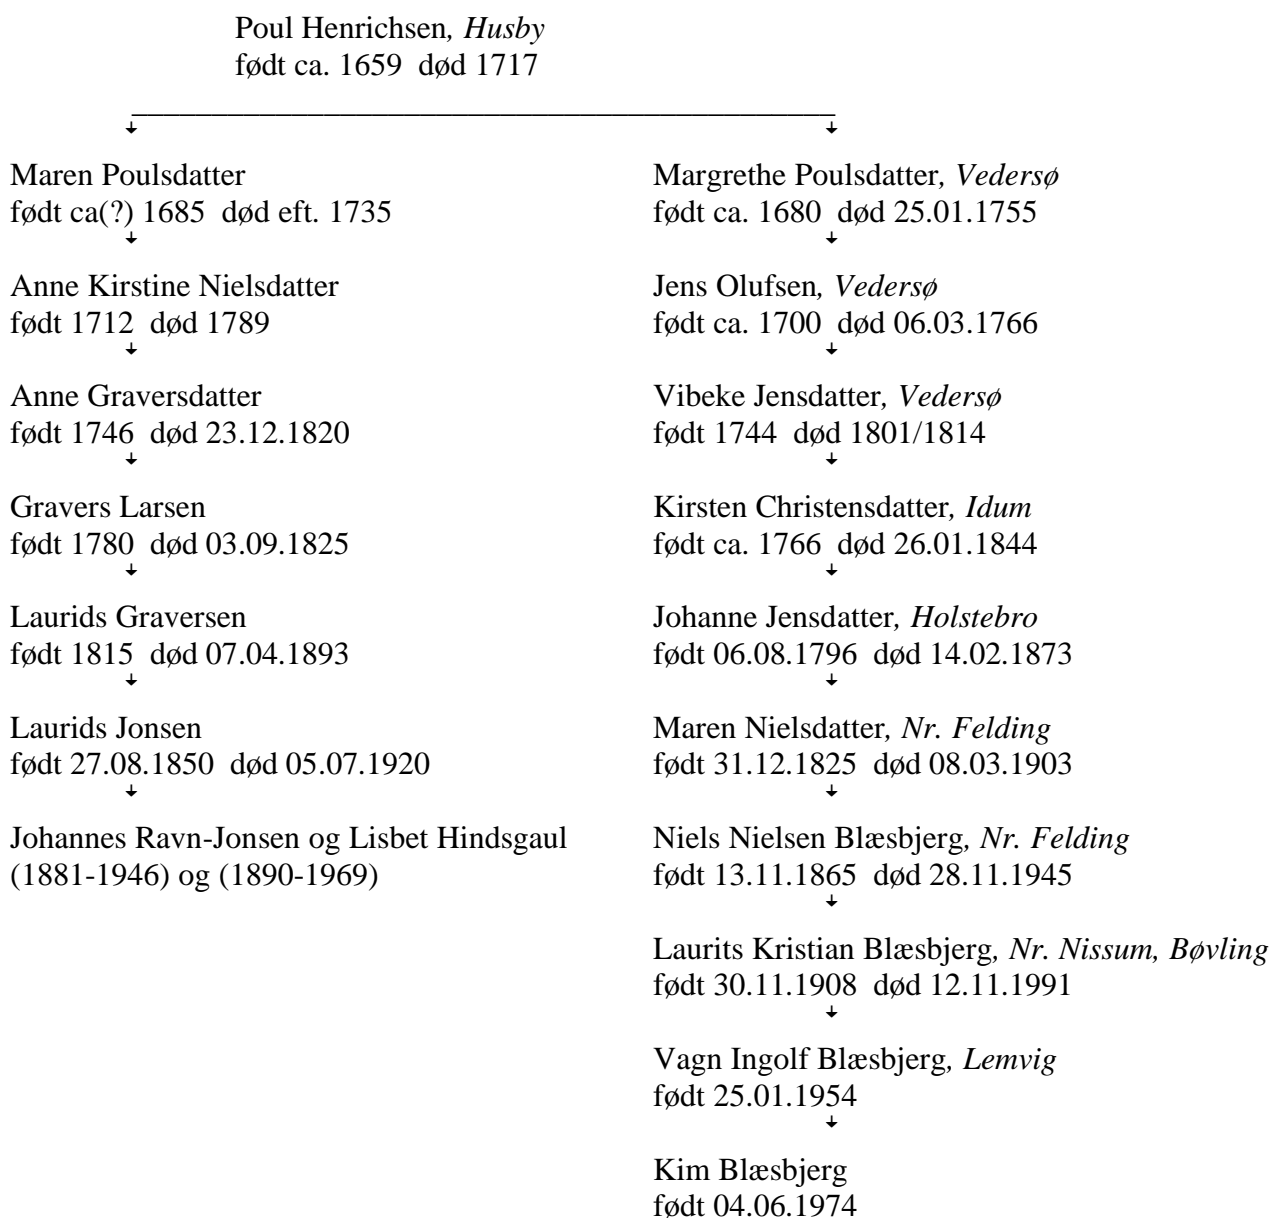 Poul Henrichsen, Husby
født ca. 1659  død 1717
Maren Poulsdatter
født ca(?) 1685  død eft. 1735
Anne Kirstine Nielsdatter
født 1712  død 1789
Anne Graversdatter
født 1746  død 23.12.1820
Gravers Larsen
født 1780  død 03.09.1825
Laurids Graversen
født 1815  død 07.04.1893
Laurids Jonsen
født 27.08.1850  død 05.07.1920
Johannes Ravn-Jonsen og Lisbet Hindsgaul
(1881-1946) og (1890-1969)
Margrethe Poulsdatter, Vedersø
født ca. 1680  død 25.01.1755
Jens Olufsen, Vedersø
født ca. 1700  død 06.03.1766
Vibeke Jensdatter, Vedersø
født 1744  død 1801/1814
Kirsten Christensdatter, Idum
født ca. 1766  død 26.01.1844
Johanne Jensdatter, Holstebro
født 06.08.1796  død 14.02.1873
Maren Nielsdatter, Nr. Felding
født 31.12.1825  død 08.03.1903
Niels Nielsen Blæsbjerg, Nr. Felding
født 13.11.1865  død 28.11.1945
Laurits Kristian Blæsbjerg, Nr. Nissum, Bøvling
født 30.11.1908  død 12.11.1991
Vagn Ingolf Blæsbjerg, Lemvig
født 25.01.1954
Kim Blæsbjerg
født 04.06.1974